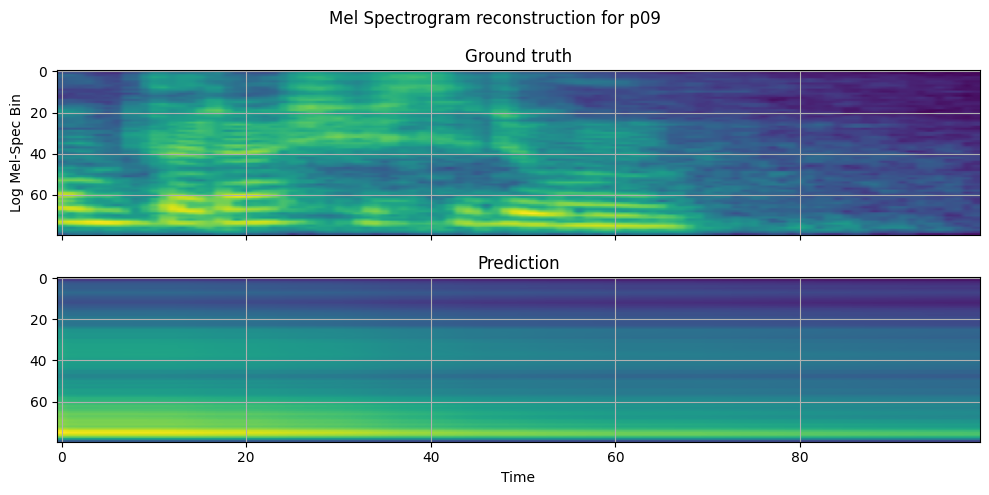 Mel Spectrogram reconstruction for p09
Ground truth
0
20
40
60
Log Mel-Spec Bin
Prediction
0
20
40
60
0 20 40 60 80
Time